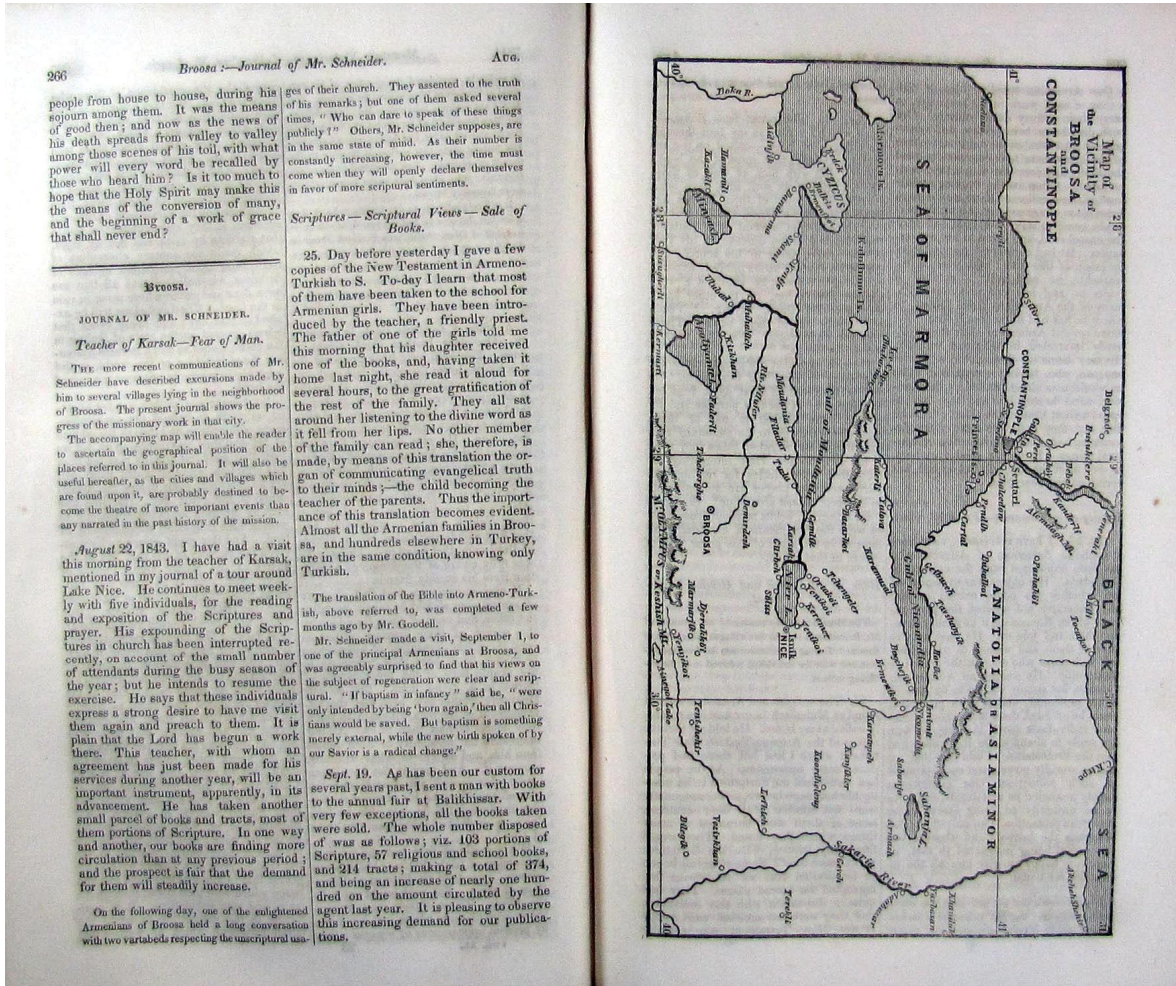 266
Broosa:—Journal of Mr. Schneider.
AUG.
people from house to house, during his
sojourn among them. It was the means
of good then; and now as the news of
his death spreads from valley to valley
among those scenes of his toil, with what
power will every word be recalled by
those who heard him? Is it too much to
hope that the Holy Spirit may make this
the means of the conversion of many,
and the beginning of a work of grace
that shall never end?
Broosa.
JOURNAL OF MR. SCHNEIDER.
Teacher of Karsak—Fear of Man.
THE more recent communications of Mr.
Schneider have described excursions made by
him to several villages lying in the neighborhood
of Broosa. The present journal shows the pro-
gress of the missionary work in that city.
The accompanying map will enable the reader
to ascertain the geographical position of the
places referred to in this journal. It will also be
useful hereafter, as the cities and villages which
are found upon it, are probably destined to be-
come the theatre of more important events than
any narrated in the past history of the mission.
August 22, 1843. I have had a visit
this morning from the teacher of Karsak,
mentioned in my journal of a tour around
Lake Nice. He continues to meet week-
ly with five individuals, for the reading
and exposition of the Scriptures and
prayer. His expounding of the Scrip-
tures in church has been interrupted re-
cently, on account of the small number
of attendants during the busy season of
the year; but he intends to resume the
exercise. He says that these individuals
express a strong desire to have me visit
them again and preach to them. It is
plain that the Lord has begun a work
there. This teacher, with whom an
agreement has just been made for his
services during another year, will be an
important instrument, apparently, in its
advancement. He has taken another
small parcel of books and tracts, most of
them portions of Scripture. In one way
and another, our books are finding more
circulation than at any previous period;
and the prospect is fair that the demand
for them will steadily increase.
On the following day, one of the enlightened
Armenians of Broosa held a long conversation
with two vartabeds respecting the unscriptural usa-
ges of their church. They assented to the truth
of his remarks; but one of them asked several
times, "Who can dare to speak of these things
publicly?" Others, Mr. Schneider supposes, are
in the same state of mind. As their number is
constantly increasing, however, the time must
come when they will openly declare themselves
in favor of more scriptural sentiments.
Scriptures—Scriptural Views—Sale of
Books.
25. Day before yesterday I gave a few
copies of the New Testament in Armeno-
Turkish to S. To-day I learn that most
of them have been taken to the school for
Armenian girls. They have been intro-
duced by the teacher, a friendly priest.
The father of one of the girls told me
this morning that his daughter received
one of the books, and, having taken it
home last night, she read it aloud for
several hours, to the great gratification of
the rest of the family. They all sat
around her listening to the divine word as
it fell from her lips. No other member
of the family can read; she, therefore, is
made, by means of this translation the or-
gan of communicating evangelical truth
to their minds;—the child becoming the
teacher of the parents. Thus the import-
ance of this translation becomes evident.
Almost all the Armenian families in Broo-
sa, and hundreds elsewhere in Turkey,
are in the same condition, knowing only
Turkish.
The translation of the Bible into Armeno-Turk-
ish, above referred to, was completed a few
months ago by Mr. Goodell.
Mr. Schneider made a visit, September 1, to
one of the principal Armenians at Broosa, and
was agreeably surprised to find that his views on
the subject of regeneration were clear and scrip-
tural. "If baptism in infancy" said he, "were
only intended by being 'born again,' then all Chris-
tians would be saved. But baptism is something
merely external, while the new birth spoken of by
our Savior is a radical change."
Sept. 19. As has been our custom for
several years past, I sent a man with books
to the annual fair at Balikhissar. With
very few exceptions, all the books taken
were sold. The whole number disposed
of was as follows; viz. 103 portions of
Scripture, 57 religious and school books,
and 214 tracts; making a total of 374,
and being an increase of nearly one hun-
dred on the amount circulated by the
agent last year. It is pleasing to observe
this increasing demand for our publica-
tions.
Map of
the Vicinity of
BROOSA
and
CONSTANTINOPLE
SEA OF MARMORA
BLACK SEA
ANATOLIA OR ASIA MINOR
CONSTANTINOPLE
Belgrade
Scutari
Chalcedon
Cartal
Pendik
Marmora Is.
Kalolimno Is.
CYZICUS
Gulf of Nicomedia
Nicomedia
Ismit
Sabanje
Sabanje L.
Armash
Sakaria River
Geiveh
Lefkieh
Vezirkhan
Bilegik
Terekli
Yenishehir
Mudania
Demirdesh
Tchekirghe
BROOSA
Ghemlik
Karsak
NICE
Isnik
Ortakoi
Yenikoi
Keremet
Tchengeler
Karamusal
Yalova
Katerli
Ulubad
Mohalitch
Hamanli
28°
29°
30°
40°
41°